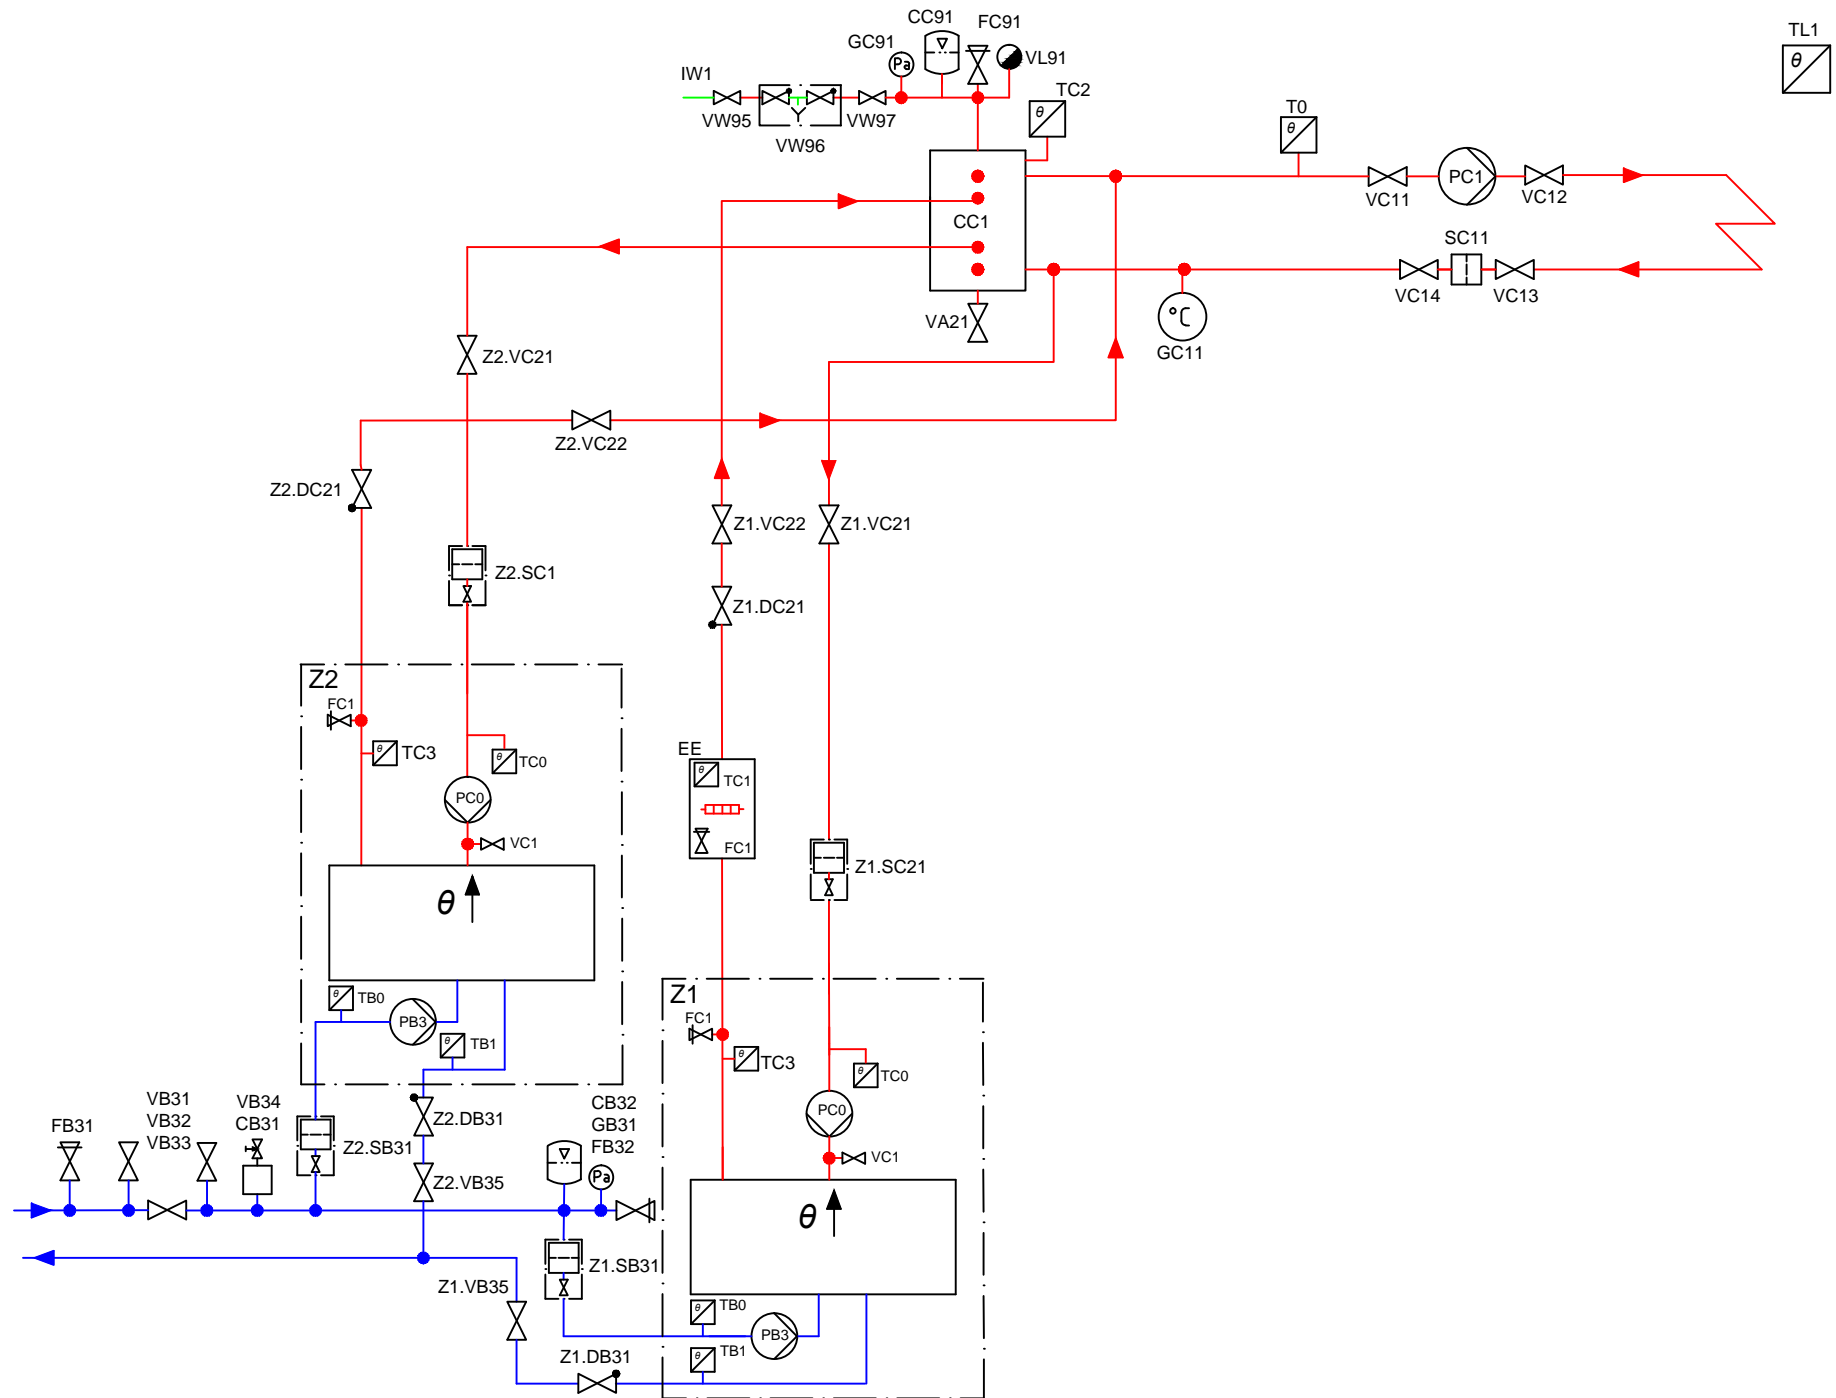 CC91
FC91
GC91
VL91
TL1
θ
Pa
IW1
TC2
θ
VW95
VW97
VW96
T0
θ
PC1
VC11
VC12
CC1
SC11
VC14
VC13
VA21
°C
GC11
Z2.VC21
Z2.VC22
Z2.DC21
Z1.VC22
Z1.VC21
Z2.SC1
Z1.DC21
Z2
FC1
θ
TC3
θ
TC0
EE
θ
TC1
PC0
VC1
FC1
Z1.SC21
θ
Z1
θ
TB0
PB3
FC1
θ
TB1
θ
TC3
θ
TC0
VB31
VB34
CB32
PC0
VB32
CB31
GB31
FB31
VB33
Z2.DB31
FB32
Z2.SB31
VC1
Z2.VB35
Pa
θ
Z1.SB31
Z1.VB35
θ
TB0
PB3
Z1.DB31
θ
TB1